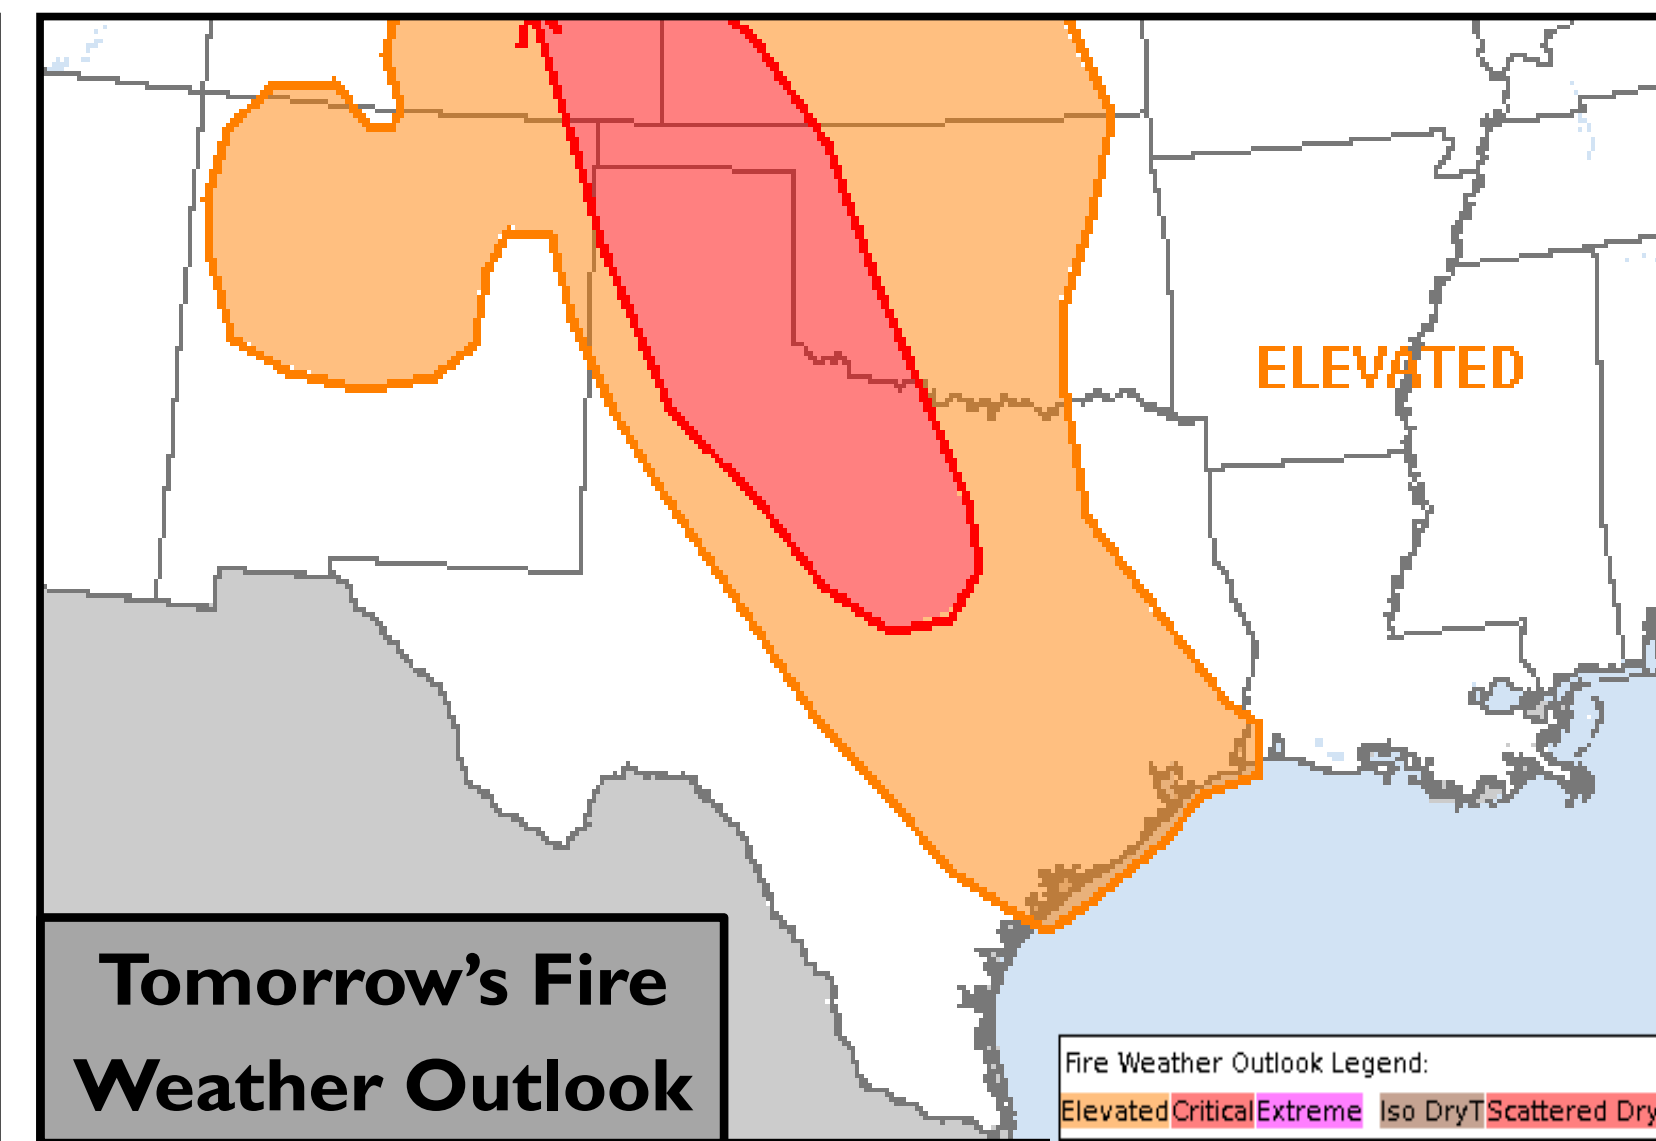 ELEVATED
Tomorrow’s Fire
Weather Outlook
Fire Weather Outlook Legend:
Elevated Critical Extreme Iso DryT Scattered Dry